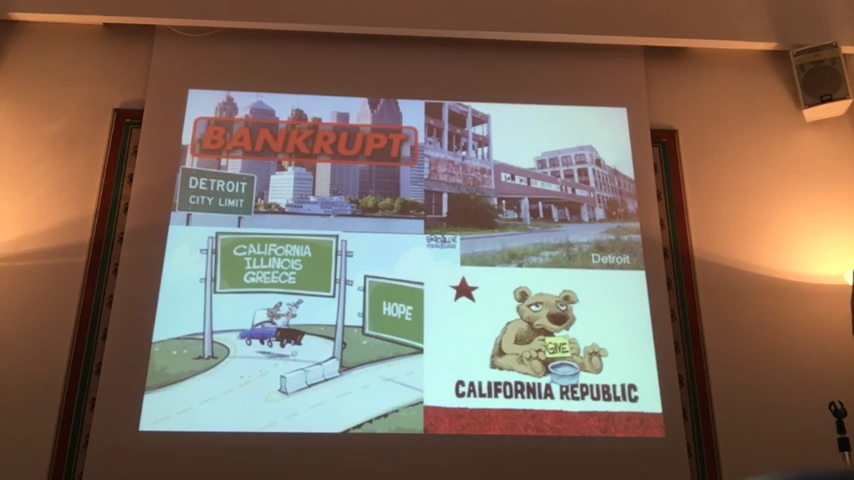 BANKRUPT
DETROIT
CITY LIMIT
Detroit
CALIFORNIA
ILLINOIS
GREECE
HOPE
GIVE
CALIFORNIA REPUBLIC